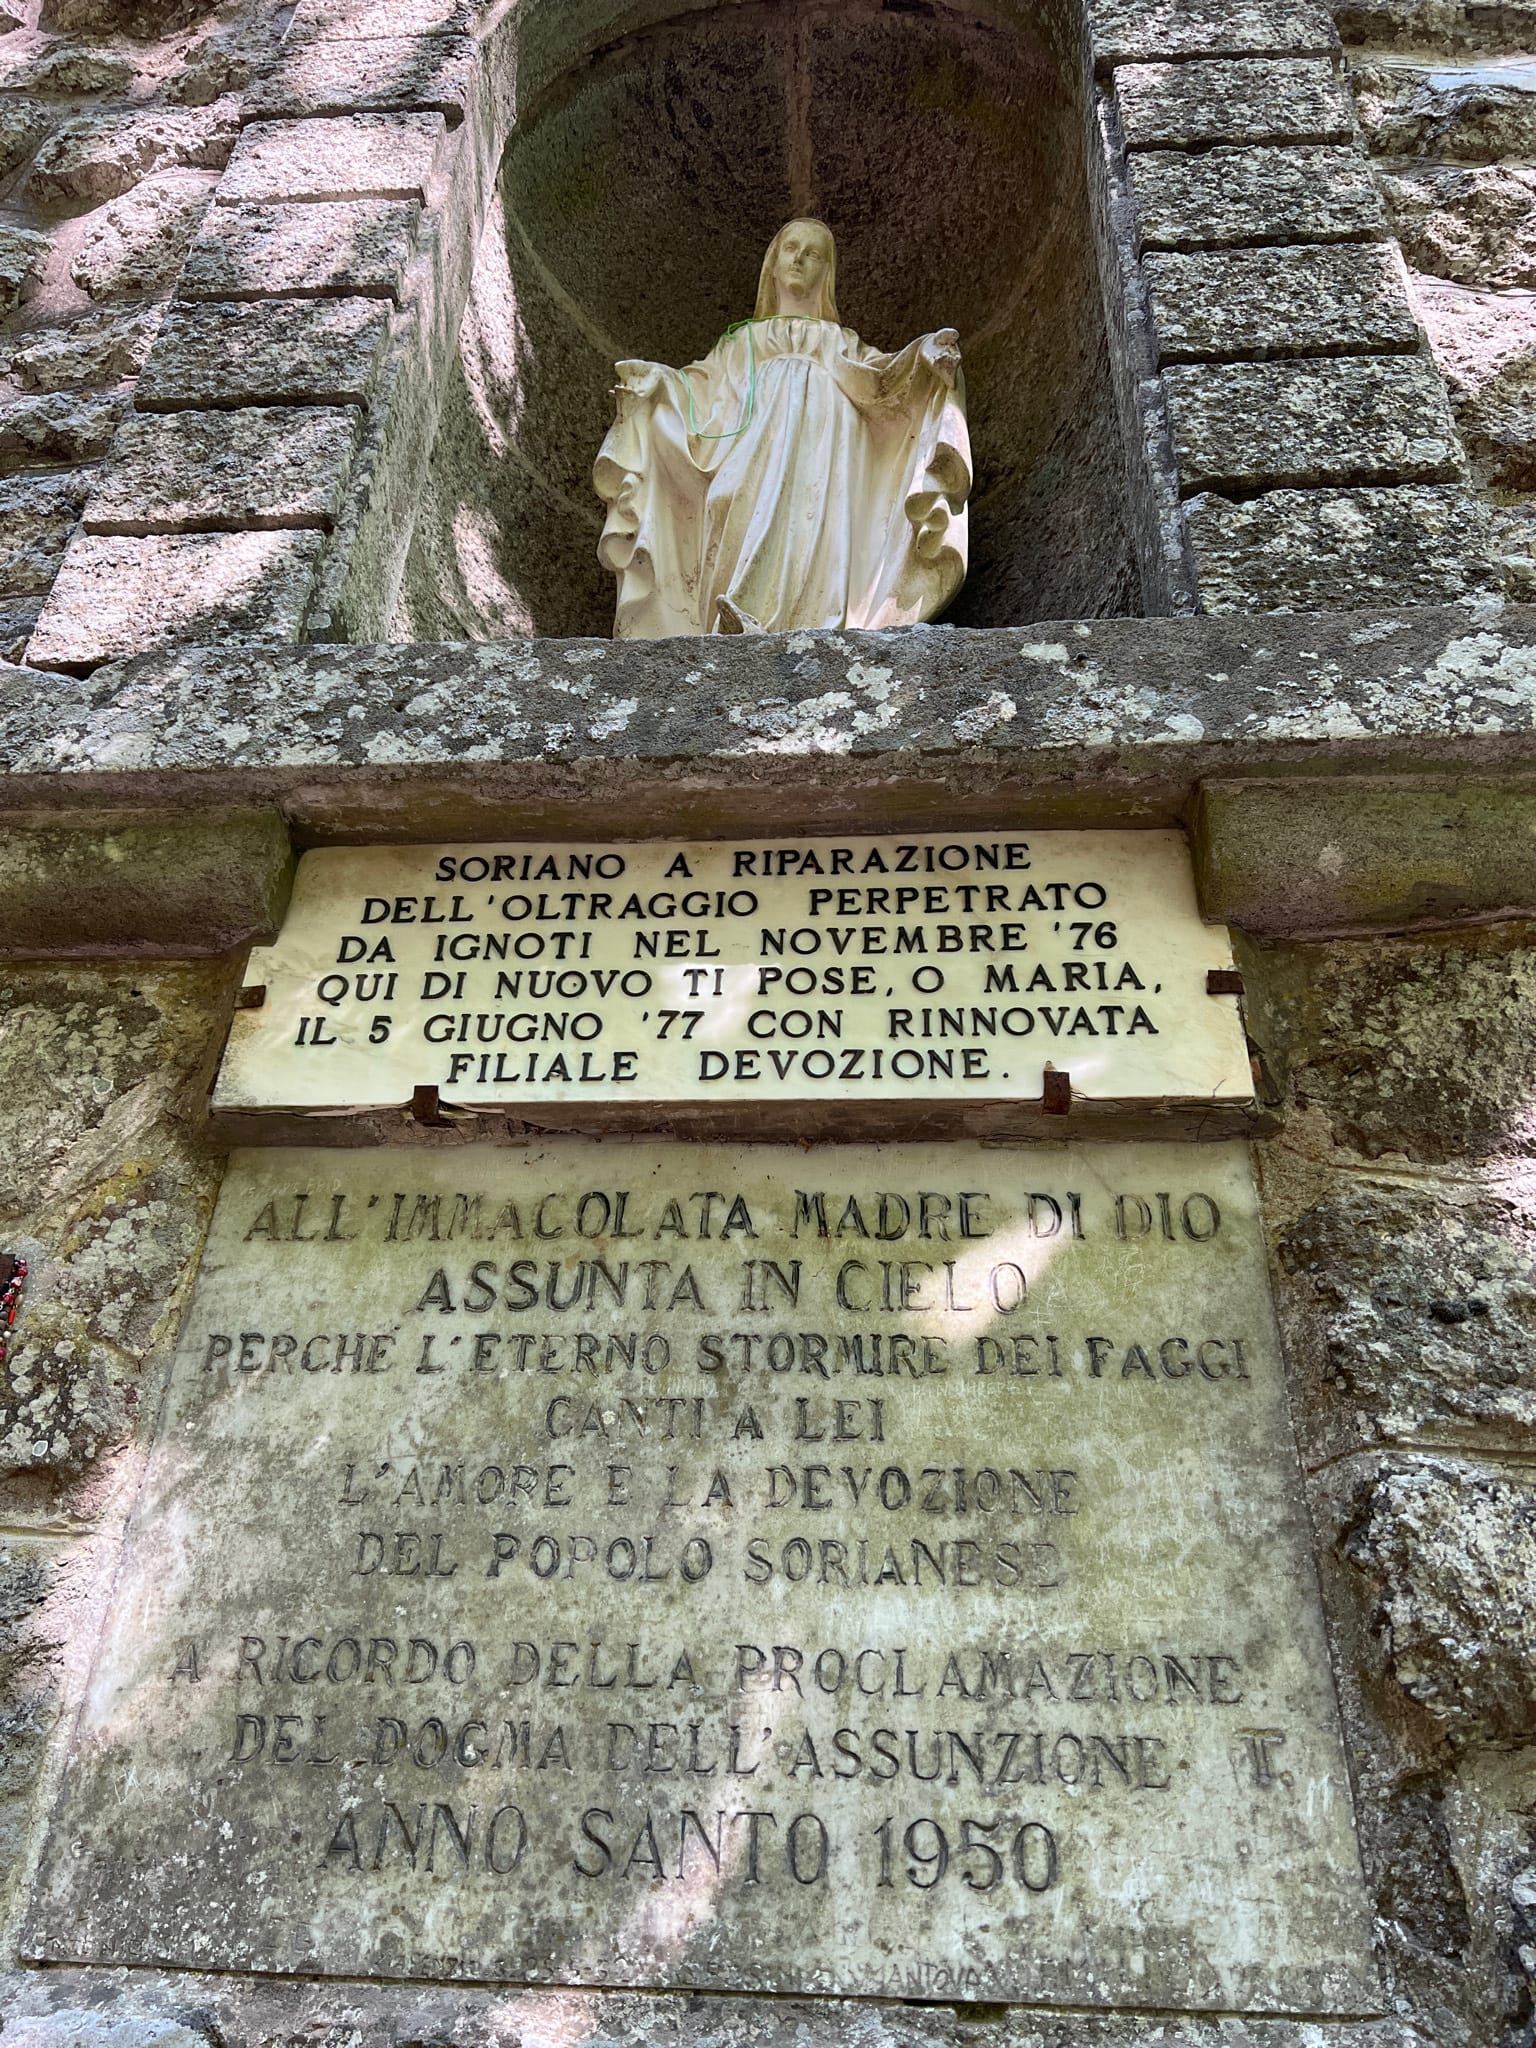 SORIANO A RIPARAZIONE
DELL'OLTRAGGIO PERPETRATO
DA IGNOTI NEL NOVEMBRE '76
QUI DI NUOVO TI POSE, O MARIA,
IL 5 GIUGNO '77 CON RINNOVATA
FILIALE DEVOZIONE.
ALL'IMMACOLATA MADRE DI DIO
ASSUNTA IN CIELO
PERCHÈ L'ETERNO STORMIRE DEI FAGGI
CANTI A LEI
L'AMORE E LA DEVOZIONE
DEL POPOLO SORIANESE
A RICORDO DELLA PROCLAMAZIONE
DEL DOGMA DELL'ASSUNZIONE
ANNO SANTO 1950
MANTOVA